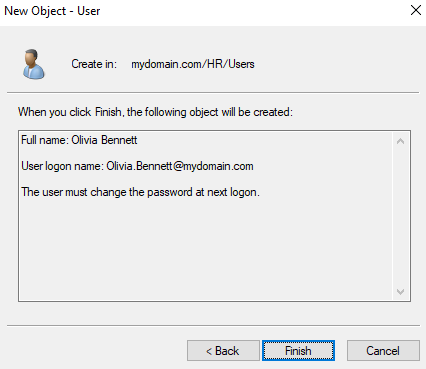 New Object - User
Create in: mydomain.com/HR/Users
When you click Finish, the following object will be created:
Full name: Olivia Bennett
User logon name: Olivia.Bennett@mydomain.com
The user must change the password at next logon.
< Back Finish Cancel